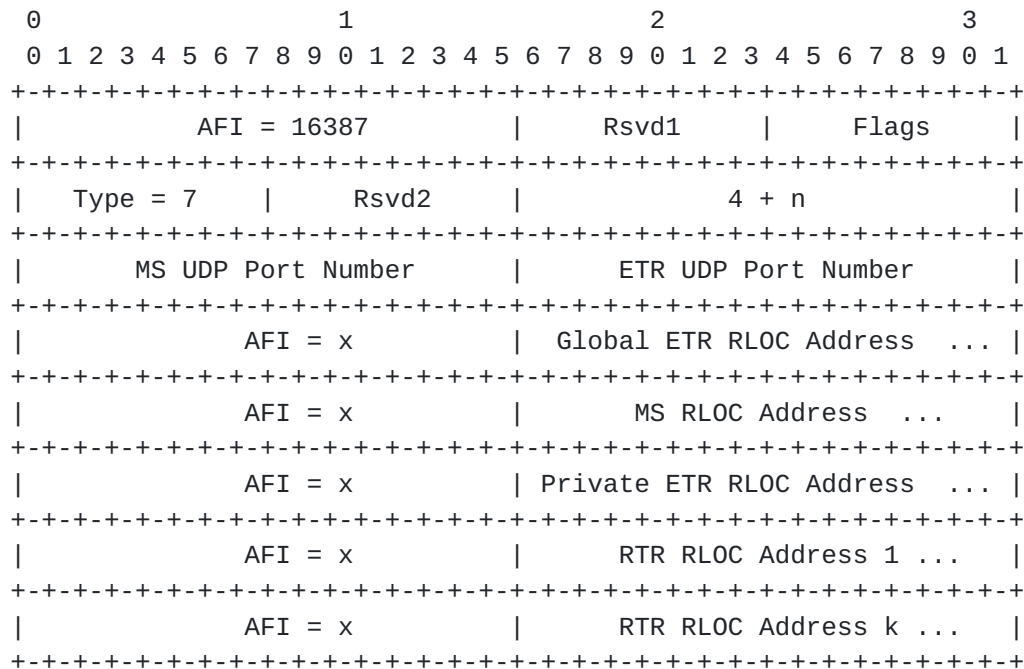 0                   1                   2                   3
 0 1 2 3 4 5 6 7 8 9 0 1 2 3 4 5 6 7 8 9 0 1 2 3 4 5 6 7 8 9 0 1
+-+-+-+-+-+-+-+-+-+-+-+-+-+-+-+-+-+-+-+-+-+-+-+-+-+-+-+-+-+-+-+-+
|           AFI = 16387         |     Rsvd1     |     Flags     |
+-+-+-+-+-+-+-+-+-+-+-+-+-+-+-+-+-+-+-+-+-+-+-+-+-+-+-+-+-+-+-+-+
|   Type = 7    |     Rsvd2     |             4 + n             |
+-+-+-+-+-+-+-+-+-+-+-+-+-+-+-+-+-+-+-+-+-+-+-+-+-+-+-+-+-+-+-+-+
|       MS UDP Port Number      |      ETR UDP Port Number      |
+-+-+-+-+-+-+-+-+-+-+-+-+-+-+-+-+-+-+-+-+-+-+-+-+-+-+-+-+-+-+-+-+
|              AFI = x          |  Global ETR RLOC Address  ... |
+-+-+-+-+-+-+-+-+-+-+-+-+-+-+-+-+-+-+-+-+-+-+-+-+-+-+-+-+-+-+-+-+
|              AFI = x          |       MS RLOC Address  ...    |
+-+-+-+-+-+-+-+-+-+-+-+-+-+-+-+-+-+-+-+-+-+-+-+-+-+-+-+-+-+-+-+-+
|              AFI = x          | Private ETR RLOC Address  ... |
+-+-+-+-+-+-+-+-+-+-+-+-+-+-+-+-+-+-+-+-+-+-+-+-+-+-+-+-+-+-+-+-+
|              AFI = x          |      RTR RLOC Address 1 ...   |
+-+-+-+-+-+-+-+-+-+-+-+-+-+-+-+-+-+-+-+-+-+-+-+-+-+-+-+-+-+-+-+-+
|              AFI = x          |      RTR RLOC Address k ...   |
+-+-+-+-+-+-+-+-+-+-+-+-+-+-+-+-+-+-+-+-+-+-+-+-+-+-+-+-+-+-+-+-+